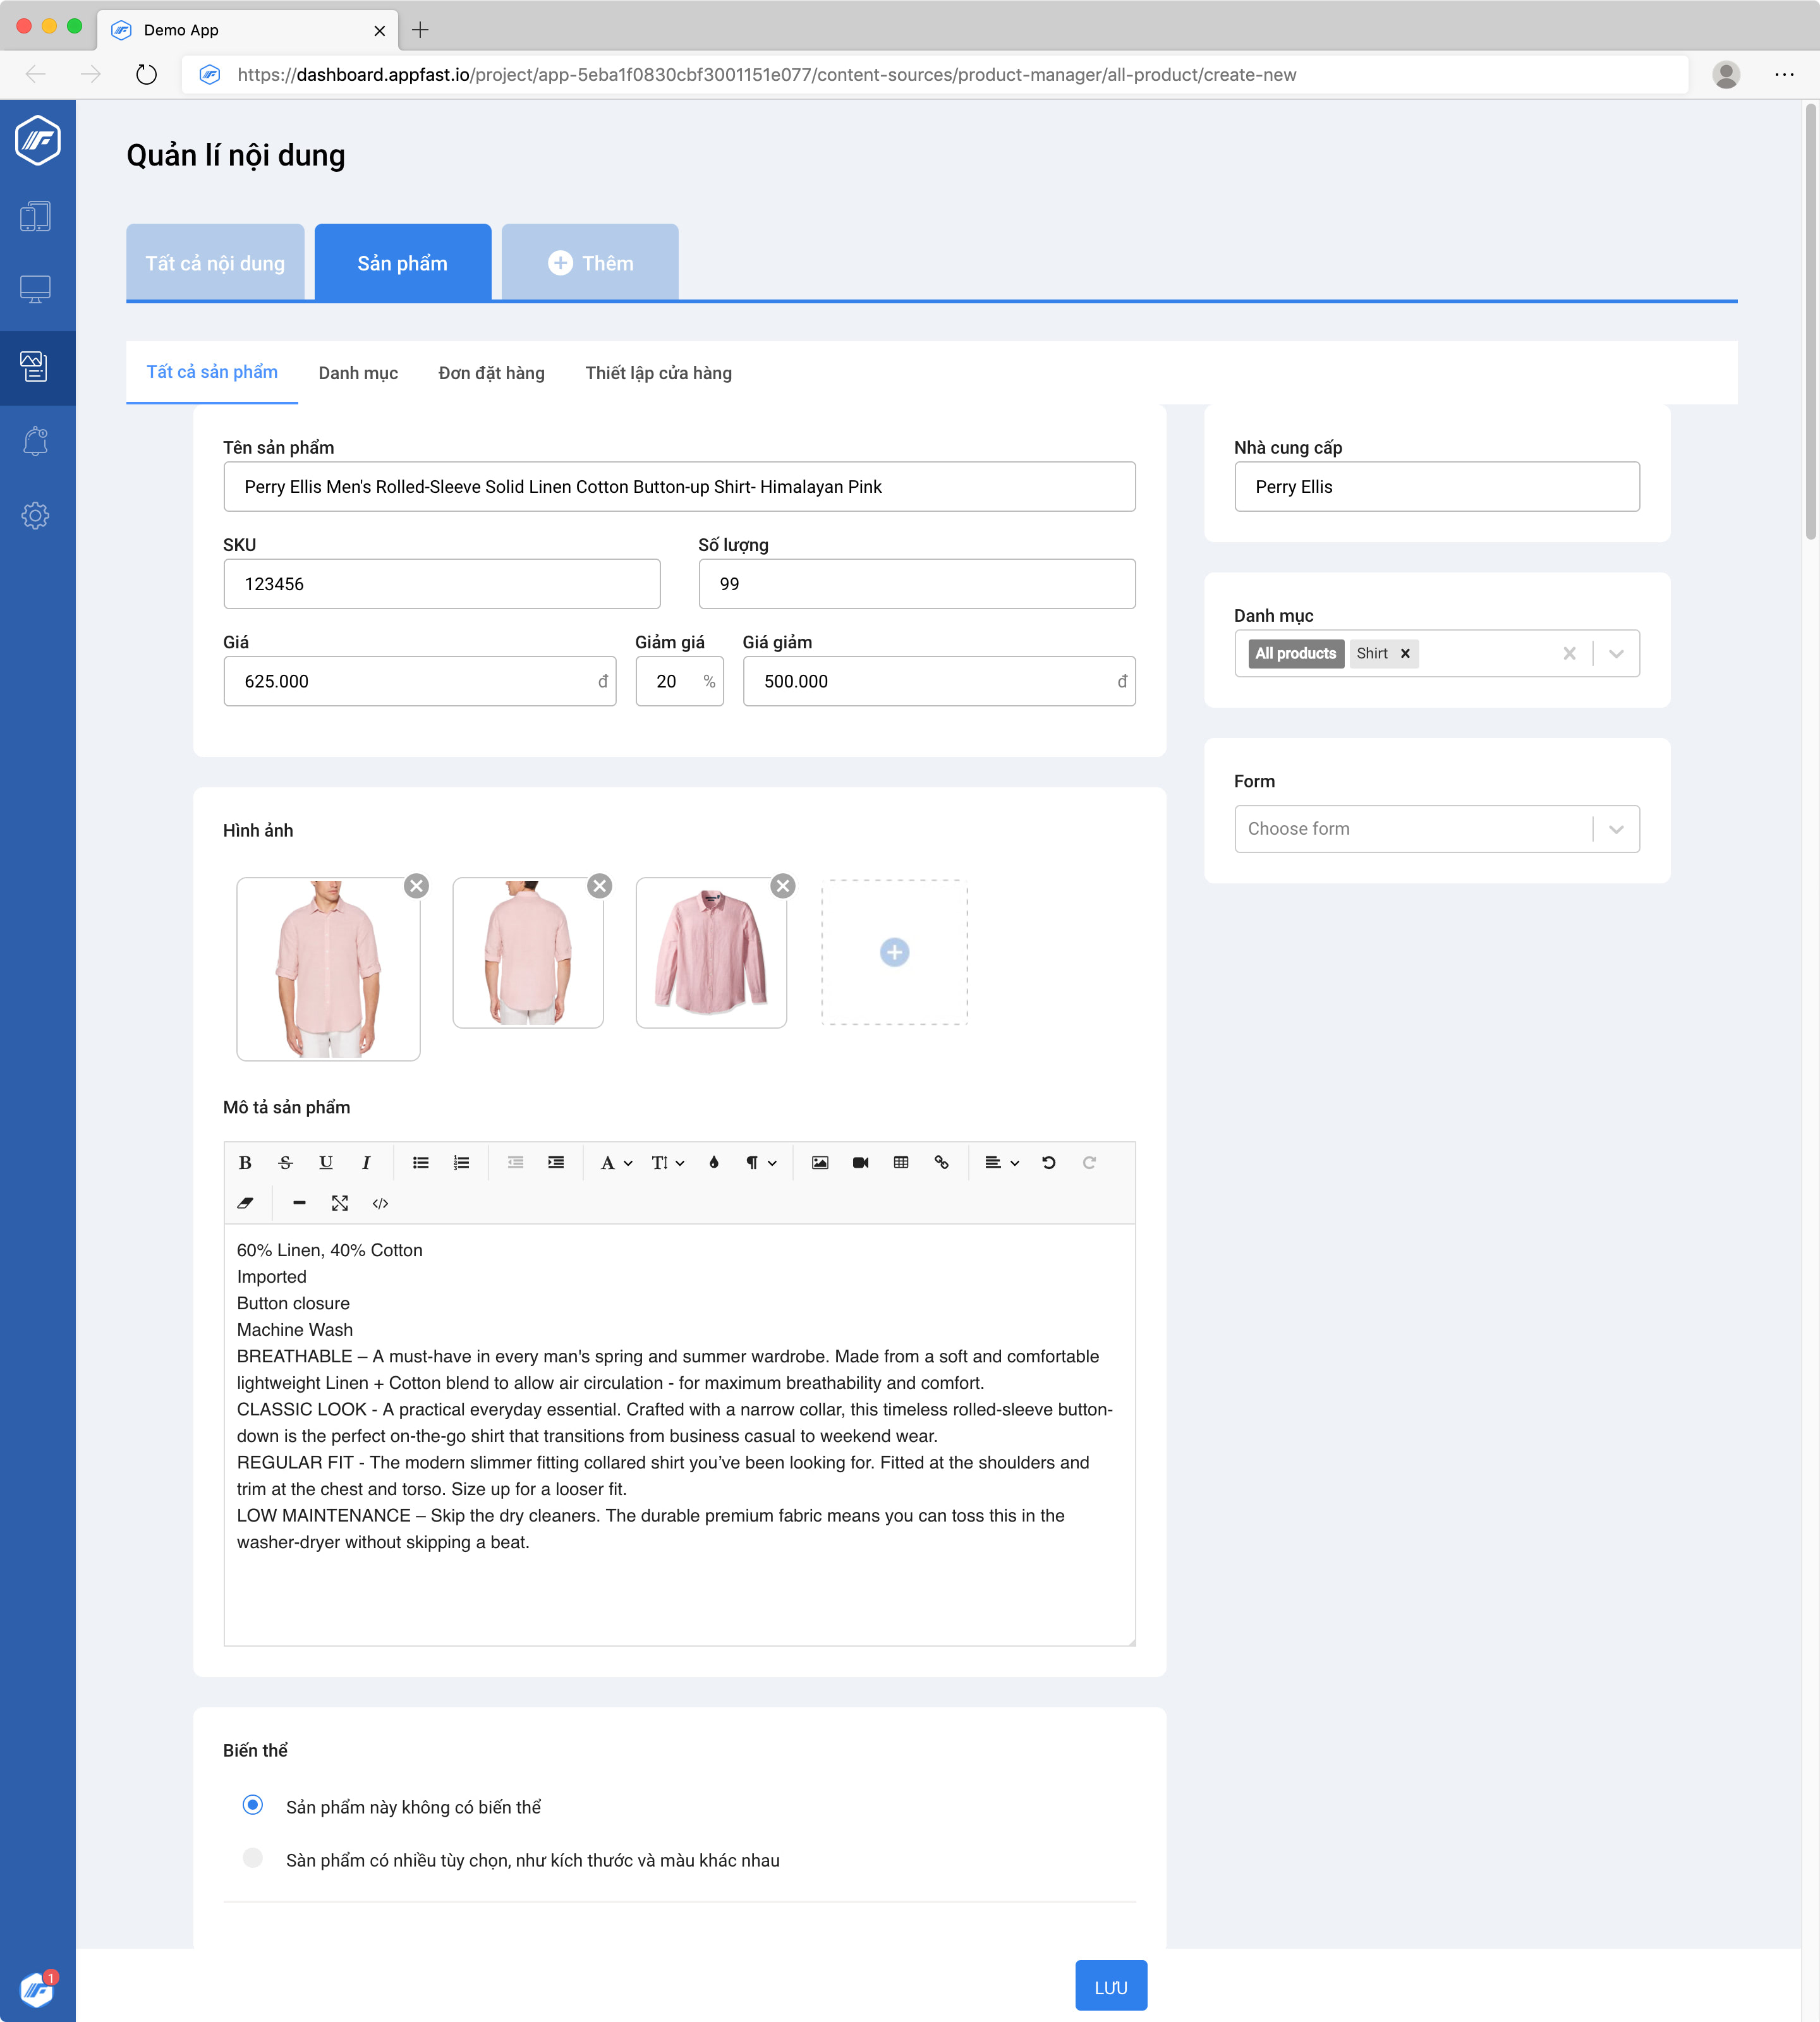 Demo App
https://dashboard.appfast.io/project/app-5eba1f0830cbf3001151e077/content-sources/product-manager/all-product/create-new
Quản lí nội dung
Tất cả nội dung
Sản phẩm
Thêm
Tất cả sản phẩm
Danh mục
Đơn đặt hàng
Thiết lập cửa hàng
Tên sản phẩm
Perry Ellis Men's Rolled-Sleeve Solid Linen Cotton Button-up Shirt- Himalayan Pink
SKU
Số lượng
123456
99
Giá
Giảm giá
Giá giảm
625.000 đ
20 %
500.000 đ
Nhà cung cấp
Perry Ellis
Danh mục
All products
Shirt
Form
Choose form
Hình ảnh
Mô tả sản phẩm
60% Linen, 40% Cotton
Imported
Button closure
Machine Wash
BREATHABLE – A must-have in every man's spring and summer wardrobe. Made from a soft and comfortable
lightweight Linen + Cotton blend to allow air circulation - for maximum breathability and comfort.
CLASSIC LOOK - A practical everyday essential. Crafted with a narrow collar, this timeless rolled-sleeve button-
down is the perfect on-the-go shirt that transitions from business casual to weekend wear.
REGULAR FIT - The modern slimmer fitting collared shirt you’ve been looking for. Fitted at the shoulders and
trim at the chest and torso. Size up for a looser fit.
LOW MAINTENANCE – Skip the dry cleaners. The durable premium fabric means you can toss this in the
washer-dryer without skipping a beat.
Biến thể
Sản phẩm này không có biến thể
Sàn phẩm có nhiều tùy chọn, như kích thước và màu khác nhau
1
LƯU